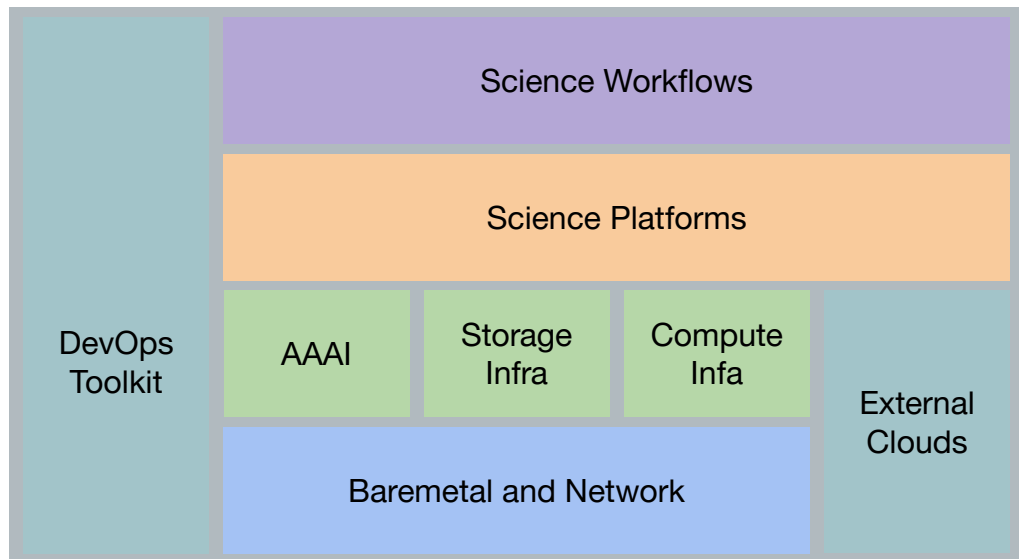 Science Workflows
Science Platforms
DevOps
Toolkit
AAAI
Storage
Infra
Compute
Infa
External
Clouds
Baremetal and Network